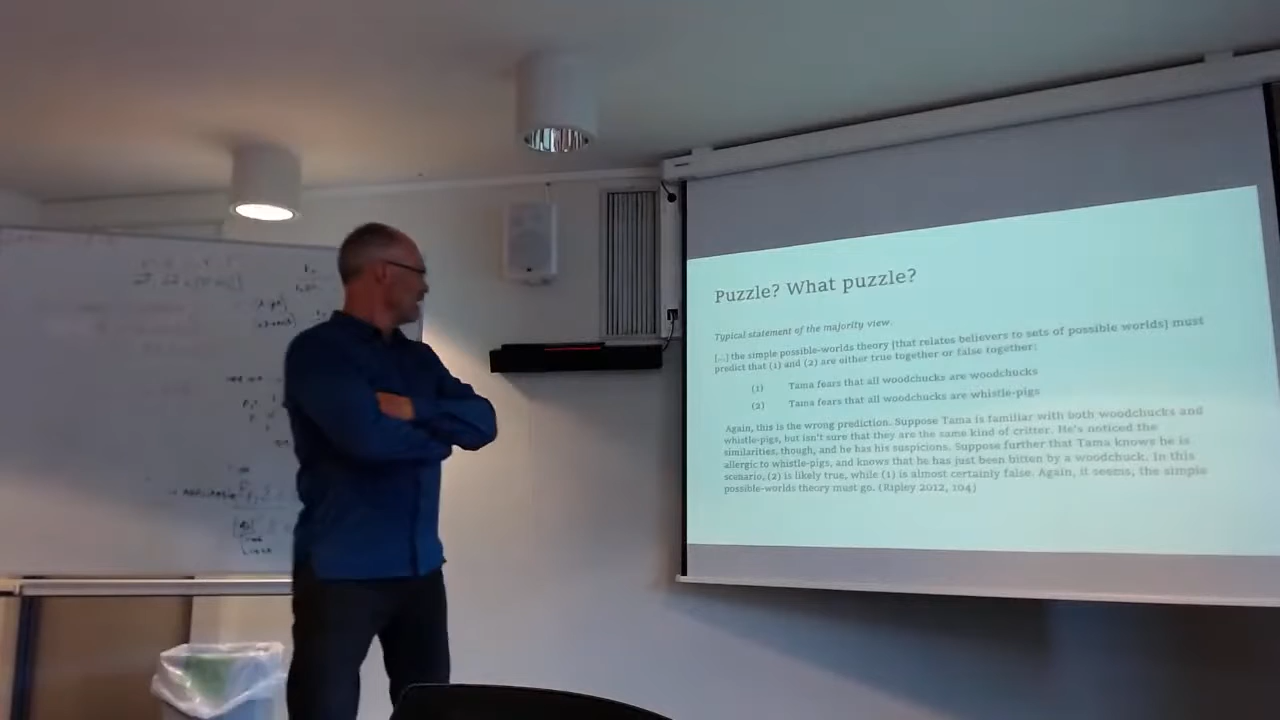 Puzzle? What puzzle?
Typical statement of the majority view
[...] the simple possible-worlds theory [that relates believers to sets of possible worlds] must
predict that (1) and (2) are either true together or false together:
(1) Tama fears that all woodchucks are woodchucks
(2) Tama fears that all woodchucks are whistle-pigs
Again, this is the wrong prediction. Suppose Tama is familiar with both woodchucks and
whistle-pigs, but isn't sure that they are the same kind of critter. He's noticed the
similarities, though, and he has his suspicions. Suppose further that Tama knows he is
allergic to whistle-pigs, and knows that he has just been bitten by a woodchuck. In this
scenario, (2) is likely true, while (1) is almost certainly false. Again, it seems, the simple
possible-worlds theory must go. (Ripley 2012, 104)